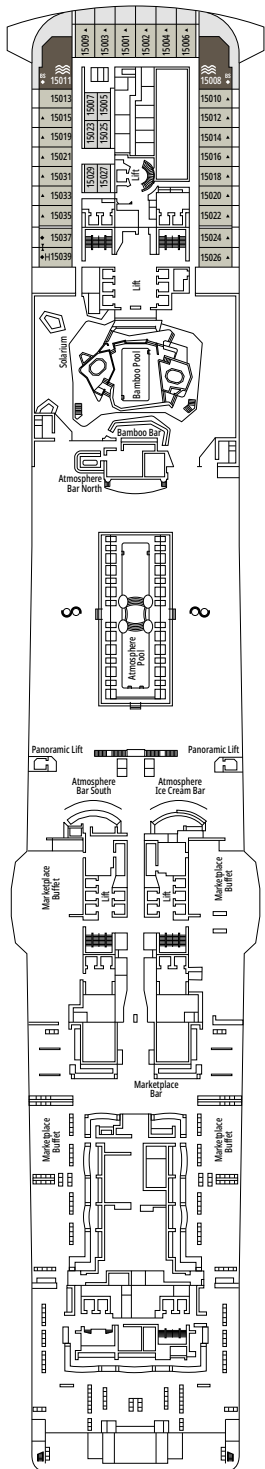 15009
15003
15001
15002
15004
15006
BS
15011
15008
BS
15013
15010
15015
15012
15019
15014
15021
15016
15031
15018
15033
15020
15035
15022
15037
15024
H15039
15026
15007
15005
15023
15025
15029
15027
Lift
Lift
Solarium
Bamboo Pool
Bamboo Bar
Atmosphere
Bar North
Atmosphere
Pool
Panoramic Lift
Panoramic Lift
Atmosphere
Bar South
Atmosphere
Ice Cream Bar
Marketplace
Buffet
Lift
Lift
Marketplace
Buffet
Marketplace
Bar
Marketplace
Buffet
Marketplace
Buffet